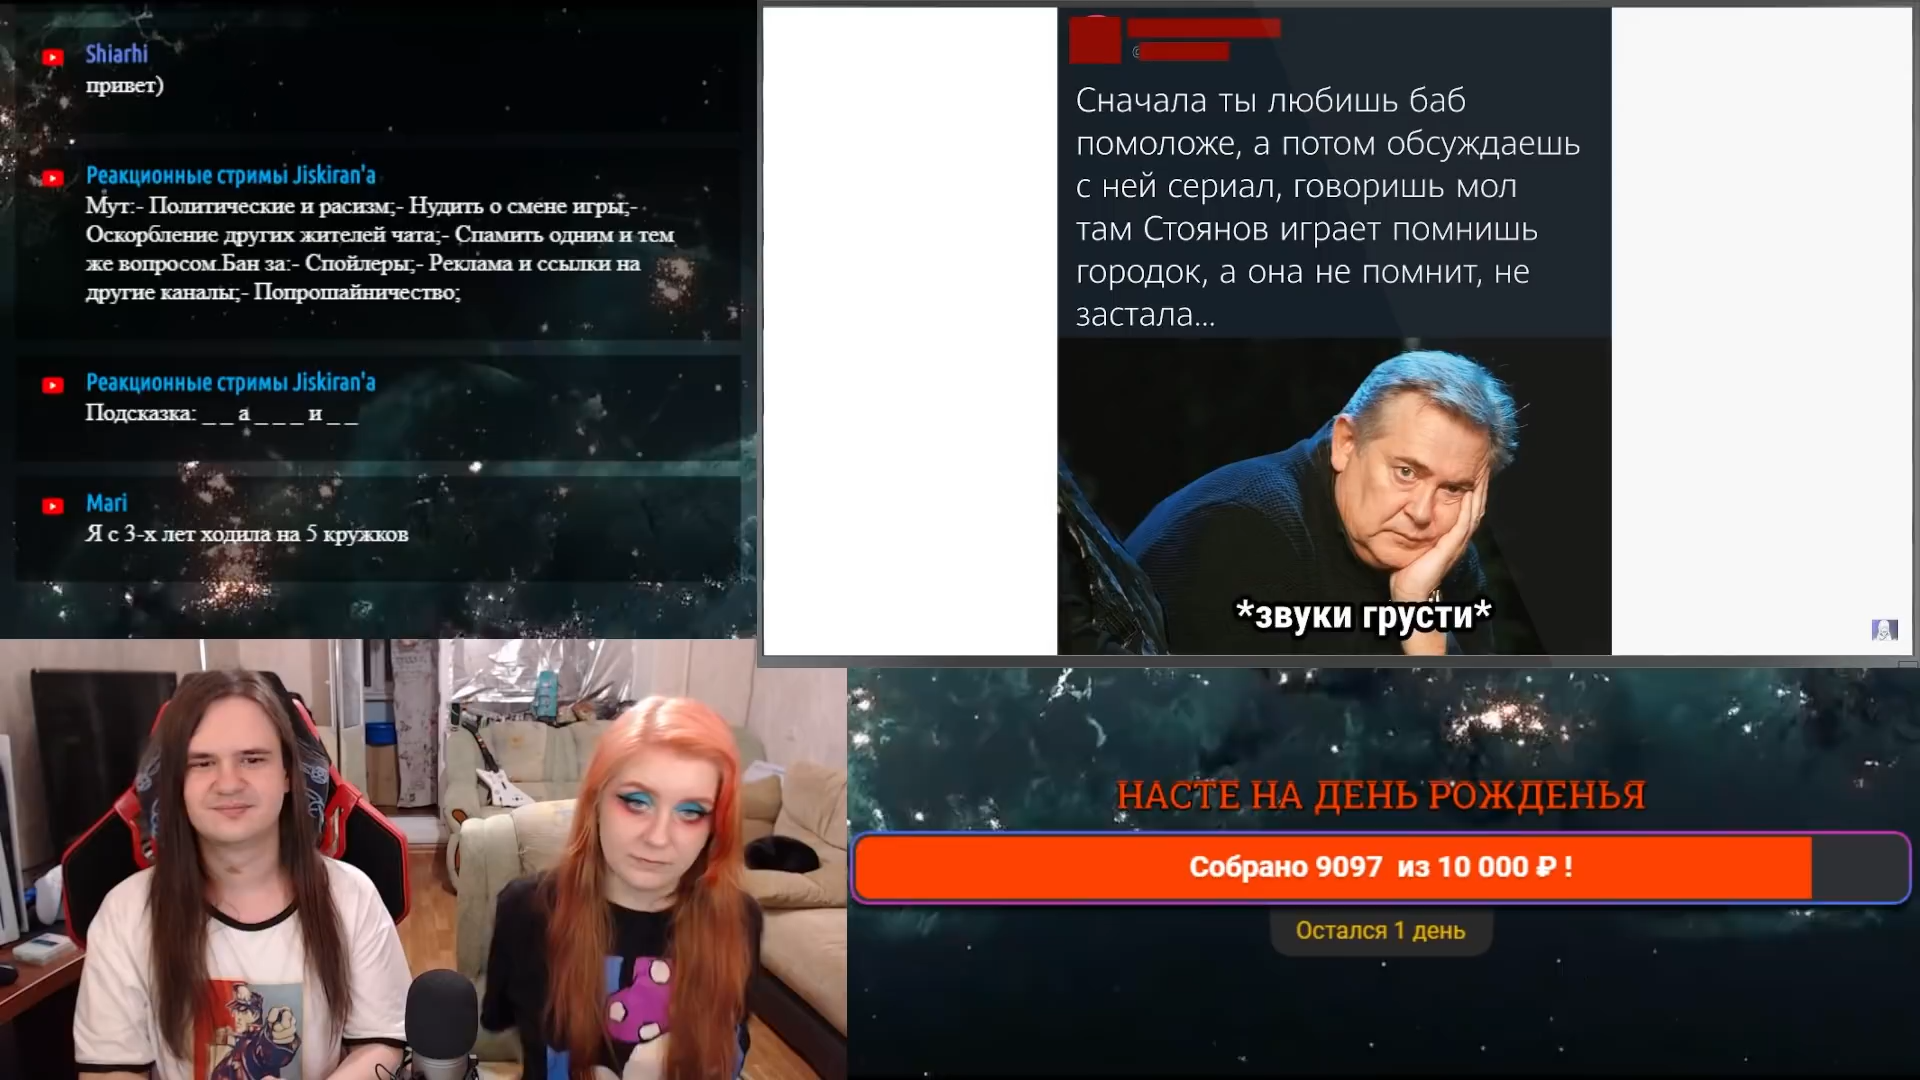 Shiarhi
привет)
Реакционные стримы Jiskiran'a
Мут:- Политические и расизм;- Нудить о смене игры;-
Оскорбление других жителей чата;- Спамить одним и тем
же вопросом.Бан за:- Спойлеры;- Реклама и ссылки на
другие каналы;- Попрошайничество;
Реакционные стримы Jiskiran'a
Подсказка: _ _ а _ _ _ и _ _
Mari
Я с 3-х лет ходила на 5 кружков
@
Сначала ты любишь баб
помоложе, а потом обсуждаешь
с ней сериал, говоришь мол
там Стоянов играет помнишь
городок, а она не помнит, не
застала...
*звуки грусти*
НАСТЕ НА ДЕНЬ РОЖДЕНЬЯ
Собрано 9097 из 10 000 ₽ !
Остался 1 день